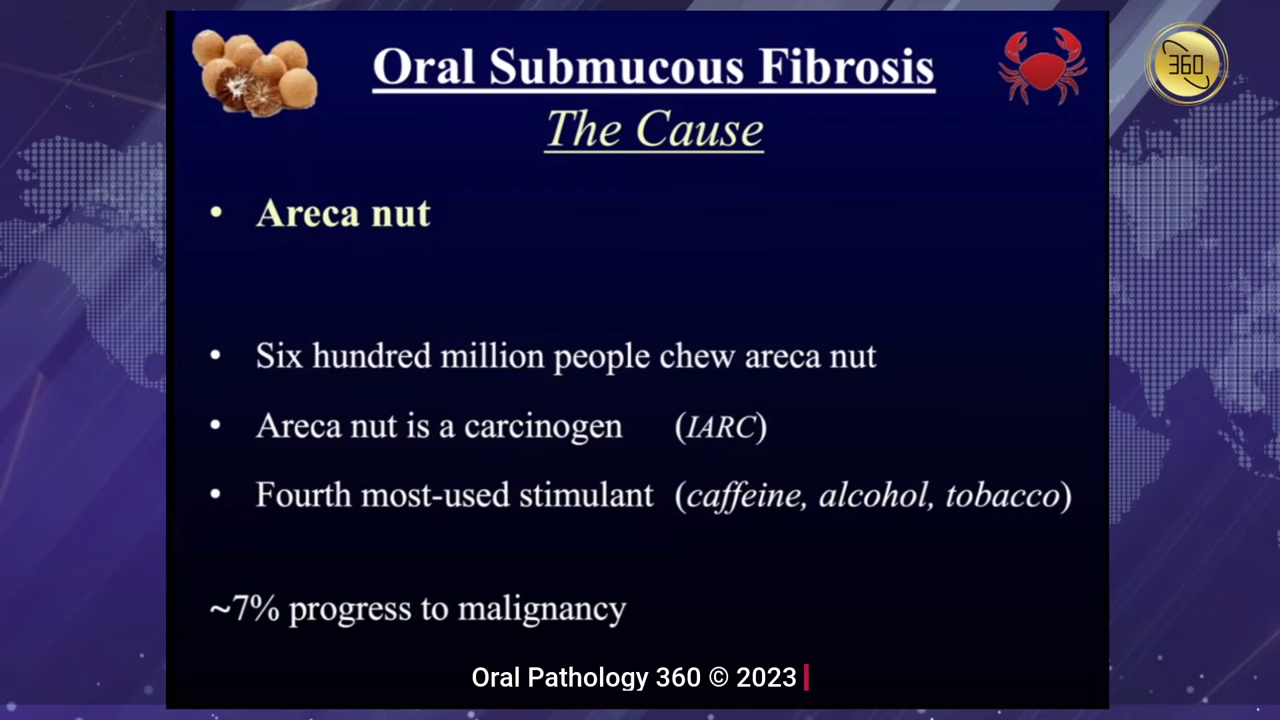 360
Oral Submucous Fibrosis
The Cause
• Areca nut
• Six hundred million people chew areca nut
• Areca nut is a carcinogen (IARC)
• Fourth most-used stimulant (caffeine, alcohol, tobacco)
~7% progress to malignancy
Oral Pathology 360 © 2023